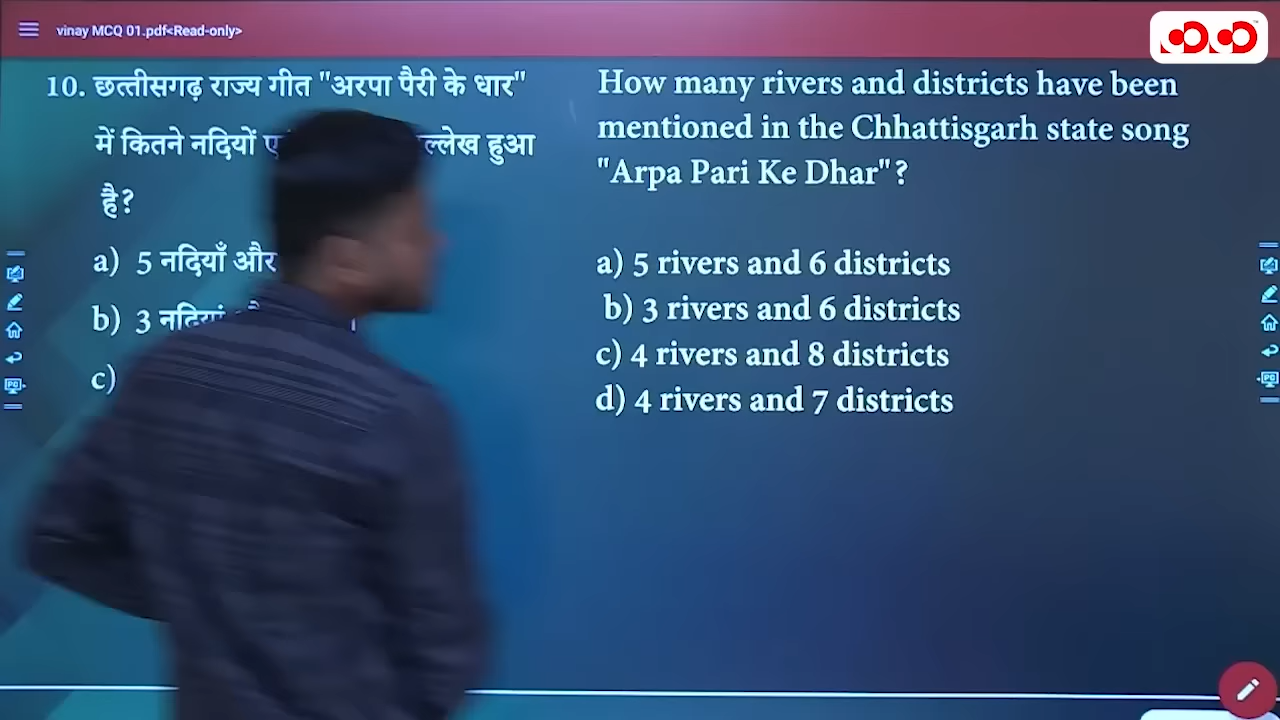 vinay MCQ 01.pdf<Read-only>
10. छत्तीसगढ़ राज्य गीत "अरपा पैरी के धार"
में कितने नदियों
हुआ
है?
a) 5 नदियाँ और
b) 3 नदियां
c)
How many rivers and districts have been
mentioned in the Chhattisgarh state song
"Arpa Pari Ke Dhar"?
a) 5 rivers and 6 districts
b) 3 rivers and 6 districts
c) 4 rivers and 8 districts
d) 4 rivers and 7 districts